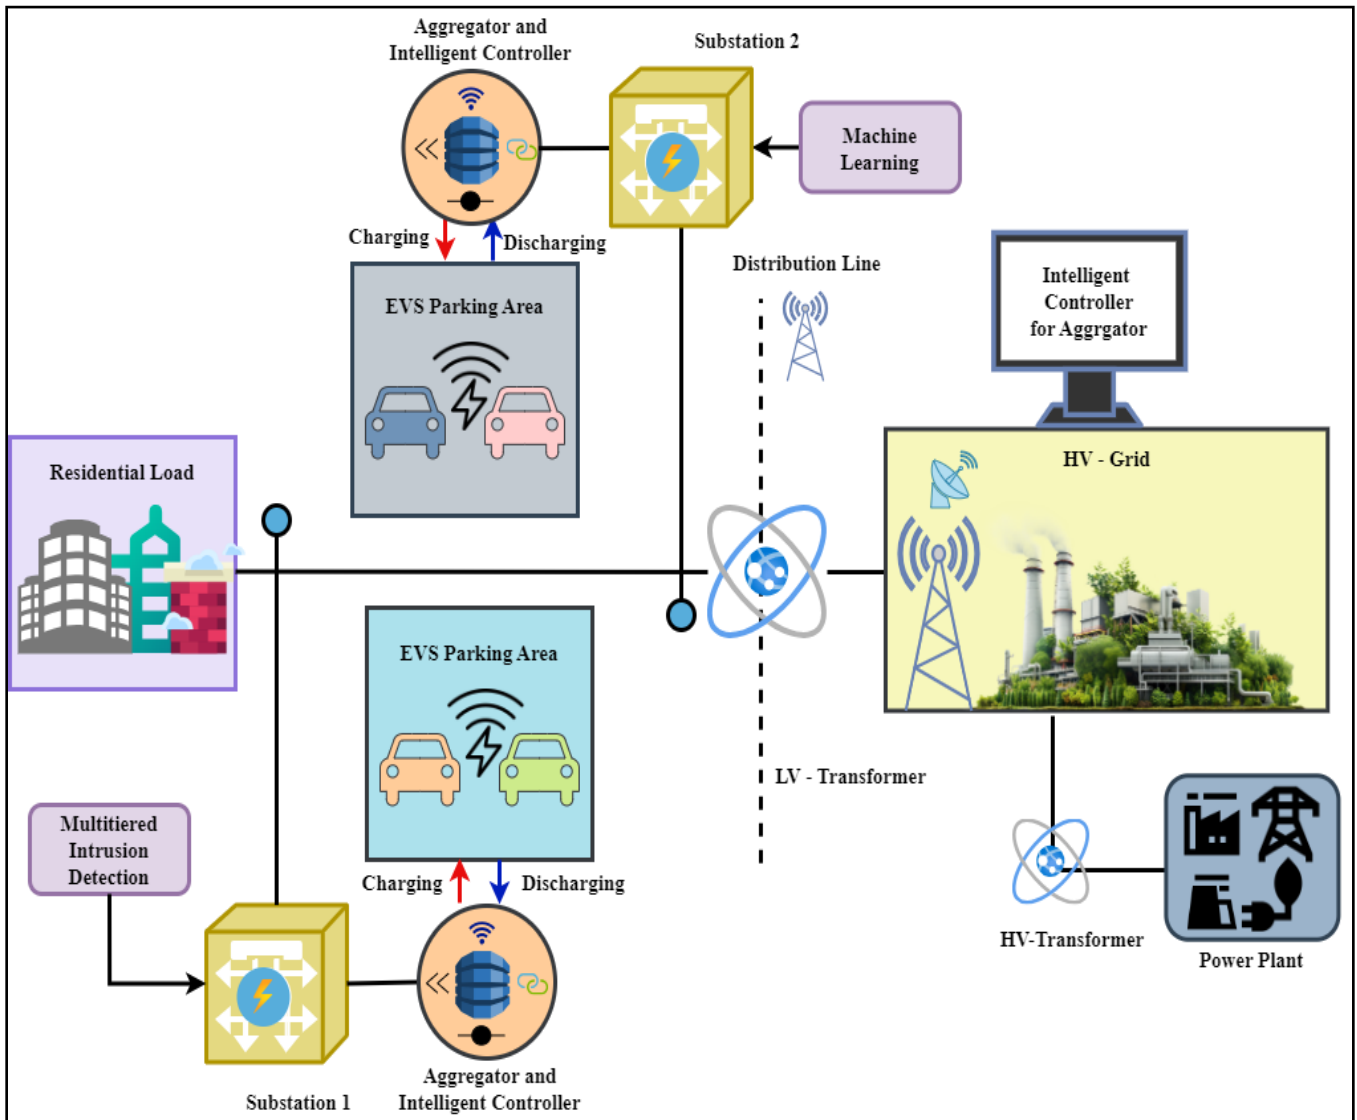 Aggregator and
Intelligent Controller
Substation 2
Machine
Learning
Charging
Discharging
Distribution Line
EVS Parking Area
Intelligent
Controller
for Aggrgator
HV - Grid
Residential Load
EVS Parking Area
LV - Transformer
Multitiered
Intrusion
Detection
Charging
Discharging
HV-Transformer
Power Plant
Substation 1
Aggregator and
Intelligent Controller